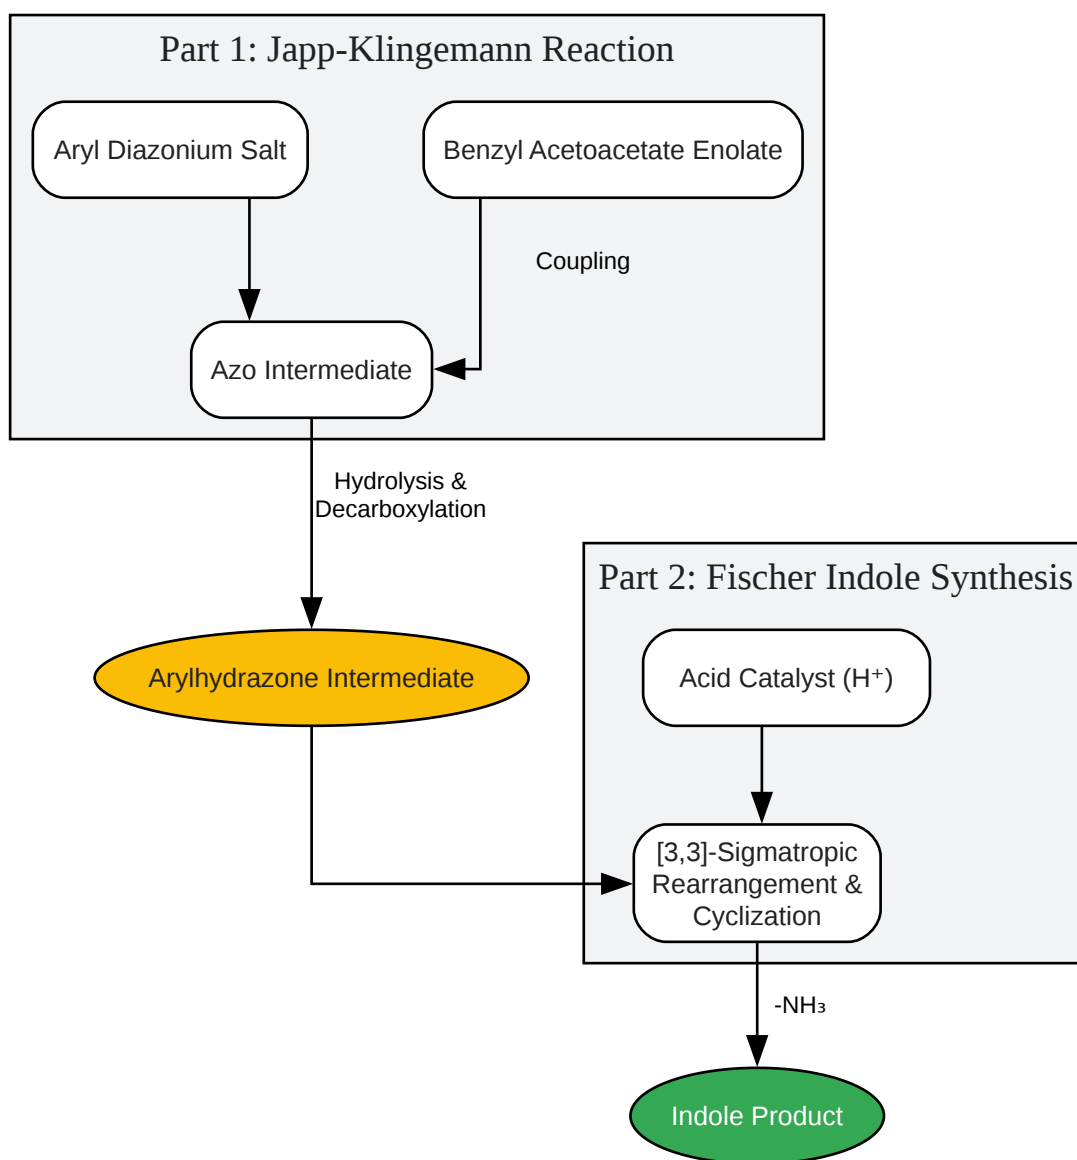 Part 1: Japp-Klingemann Reaction
Aryl Diazonium Salt
Benzyl Acetoacetate Enolate
Coupling
Azo Intermediate
Hydrolysis &
Decarboxylation
Part 2: Fischer Indole Synthesis
Arylhydrazone Intermediate
Acid Catalyst (H⁺)
[3,3]-Sigmatropic
Rearrangement &
Cyclization
-NH₃
Indole Product